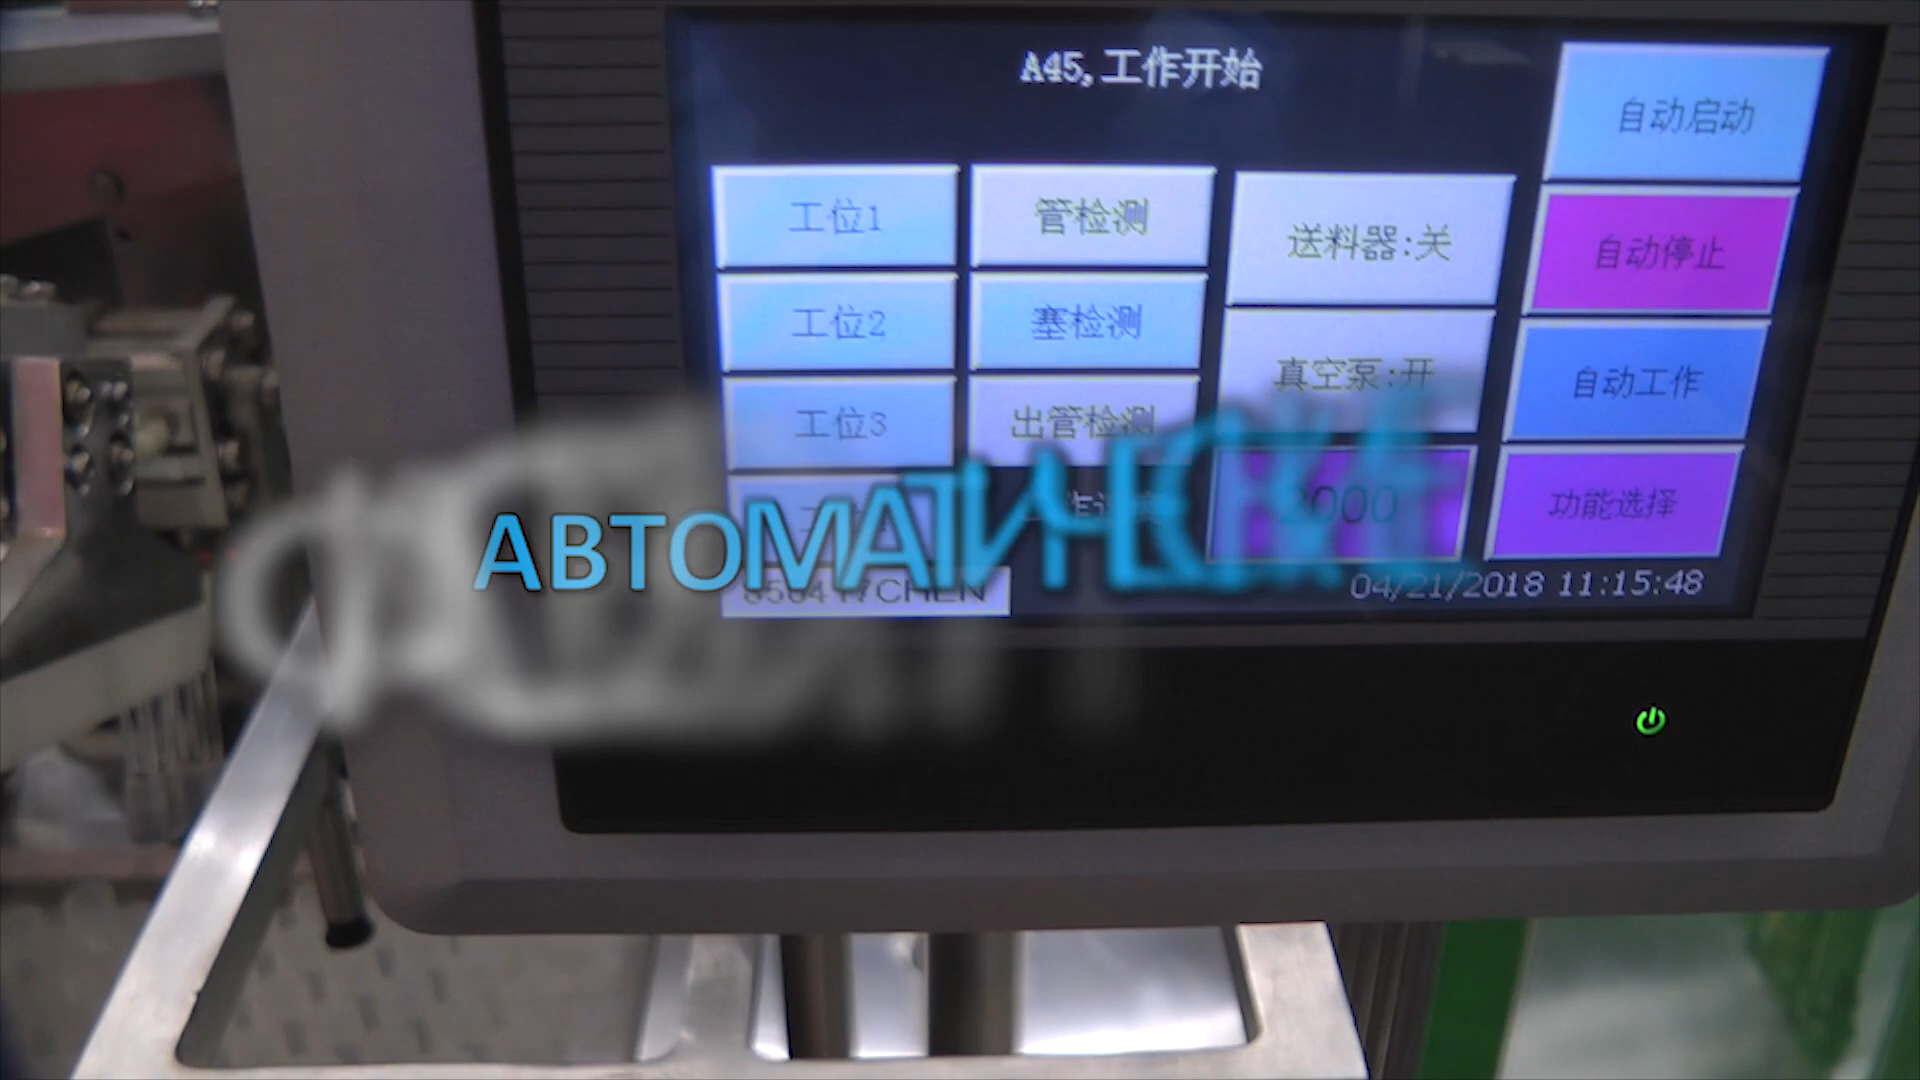 A45,工作开始
自动启动
工位1 管检测 送料器:关
自动停止
工位2 塞检测 真空泵:开
自动工作
工位3 出管检测
2000 功能选择
АВТОМАТИЧЕСКИЕ
04/21/2018 11:15:48